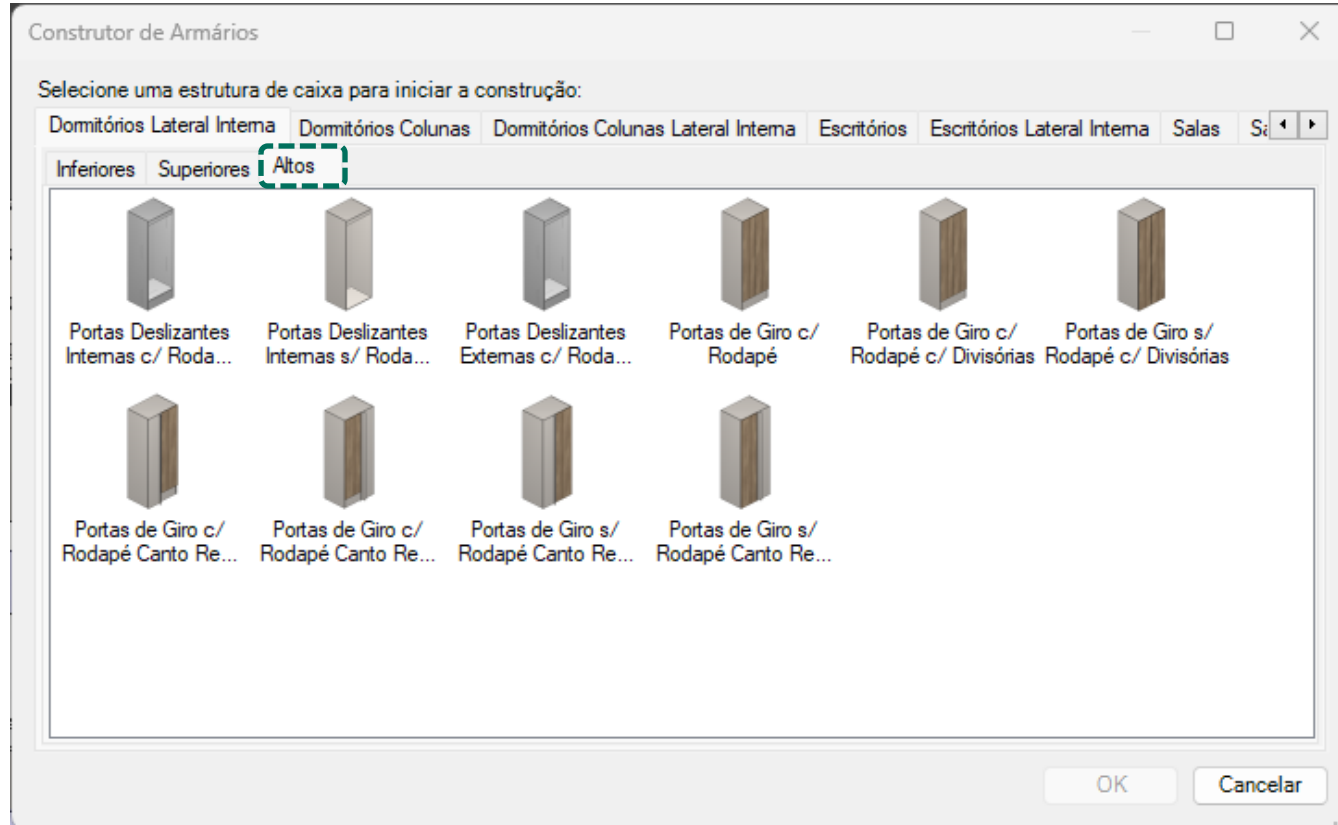 Construtor de Armários
Selecione uma estrutura de caixa para iniciar a construção:
Dormitórios Lateral Interna Dormitórios Colunas Dormitórios Colunas Lateral Interna Escritórios Escritórios Lateral Interna Salas Sa
Inferiores Superiores Altos
Portas Deslizantes Portas Deslizantes Portas Deslizantes Portas de Giro c/ Portas de Giro c/ Portas de Giro s/
Internas c/ Roda... Internas s/ Roda... Externas c/ Roda... Rodapé Rodapé c/ Divisórias Rodapé c/ Divisórias
Portas de Giro c/ Portas de Giro c/ Portas de Giro s/ Portas de Giro s/
Rodapé Canto Re... Rodapé Canto Re... Rodapé Canto Re... Rodapé Canto Re...
OK Cancelar